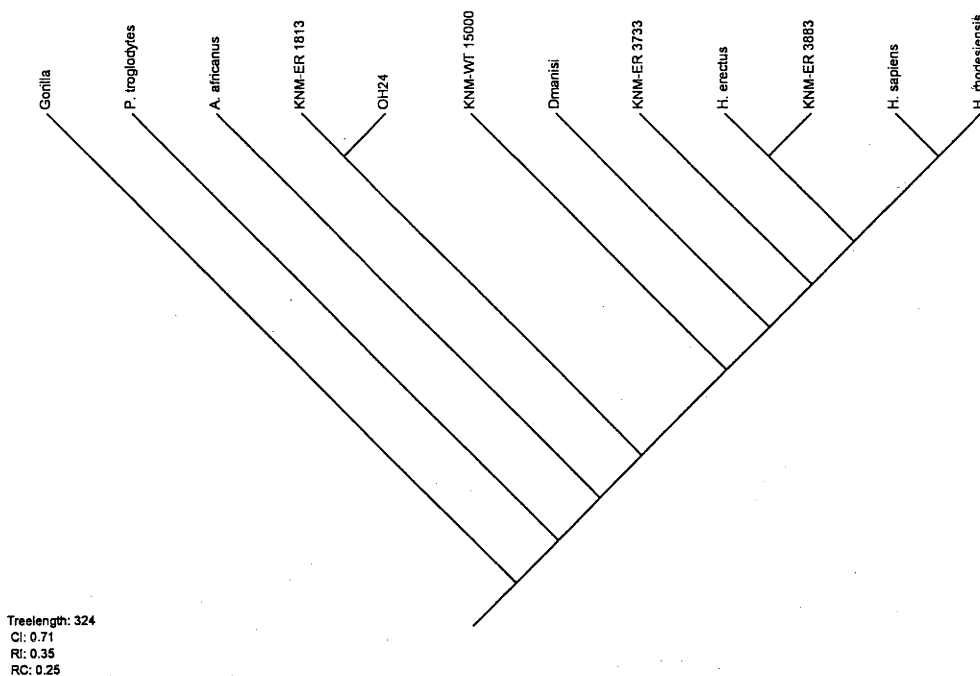 Gorilla
P. troglodytes
A. africanus
KNM-ER 1813
OH24
KNM-WT 15000
Dmanisi
KNM-ER 3733
H. erectus
KNM-ER 3883
H. sapiens
H. rhodesiensis
Treelength: 324
CI: 0.71
RI: 0.35
RC: 0.25